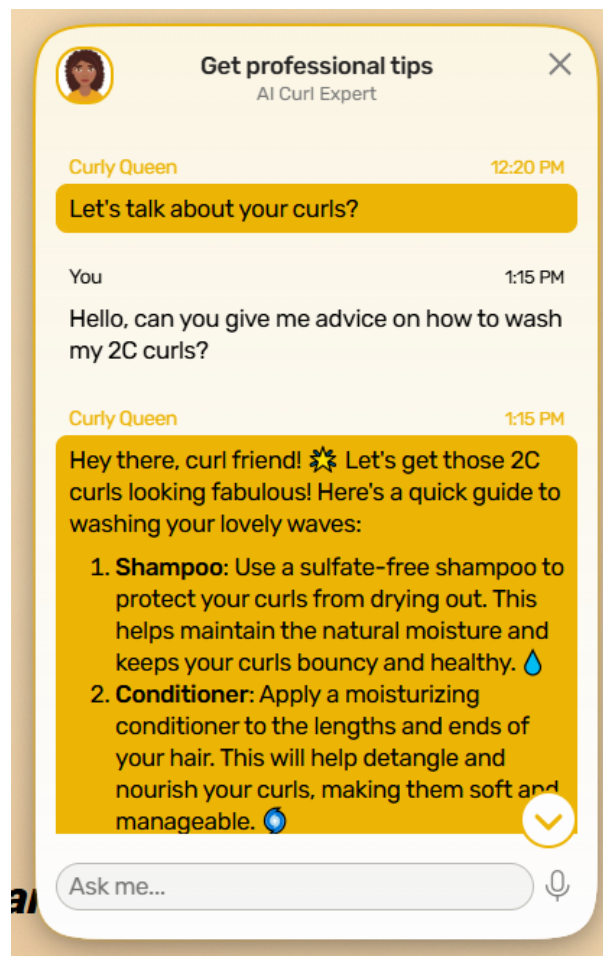 Get professional tips
AI Curl Expert
Curly Queen 12:20 PM
Let's talk about your curls?
You 1:15 PM
Hello, can you give me advice on how to wash
my 2C curls?
Curly Queen 1:15 PM
Hey there, curl friend! 🌟 Let's get those 2C
curls looking fabulous! Here's a quick guide to
washing your lovely waves:
1. Shampoo: Use a sulfate-free shampoo to
protect your curls from drying out. This
helps maintain the natural moisture and
keeps your curls bouncy and healthy. 💧
2. Conditioner: Apply a moisturizing
conditioner to the lengths and ends of
your hair. This will help detangle and
nourish your curls, making them soft and
manageable. 🌀
Ask me...